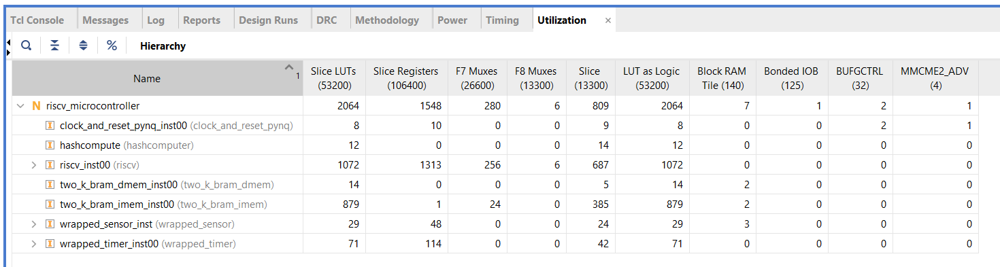 Tcl Console Messages Log Reports Design Runs DRC Methodology Power Timing Utilization ×
% Hierarchy
Name 1 Slice LUTs (53200) Slice Registers (106400) F7 Muxes (26600) F8 Muxes (13300) Slice (13300) LUT as Logic (53200) Block RAM Tile (140) Bonded IOB (125) BUFGCTRL (32) MMCME2_ADV (4)
N riscv_microcontroller 2064 1548 280 6 809 2064 7 1 2 1
I clock_and_reset_pynq_inst00 (clock_and_reset_pynq) 8 10 0 0 9 8 0 0 2 1
I hashcompute (hashcomputer) 12 0 0 0 14 12 0 0 0 0
I riscv_inst00 (riscv) 1072 1313 256 6 687 1072 0 0 0 0
I two_k_bram_dmem_inst00 (two_k_bram_dmem) 14 0 0 0 5 14 2 0 0 0
I two_k_bram_imem_inst00 (two_k_bram_imem) 879 1 24 0 385 879 2 0 0 0
I wrapped_sensor_inst (wrapped_sensor) 29 48 0 0 24 29 3 0 0 0
I wrapped_timer_inst00 (wrapped_timer) 71 114 0 0 42 71 0 0 0 0